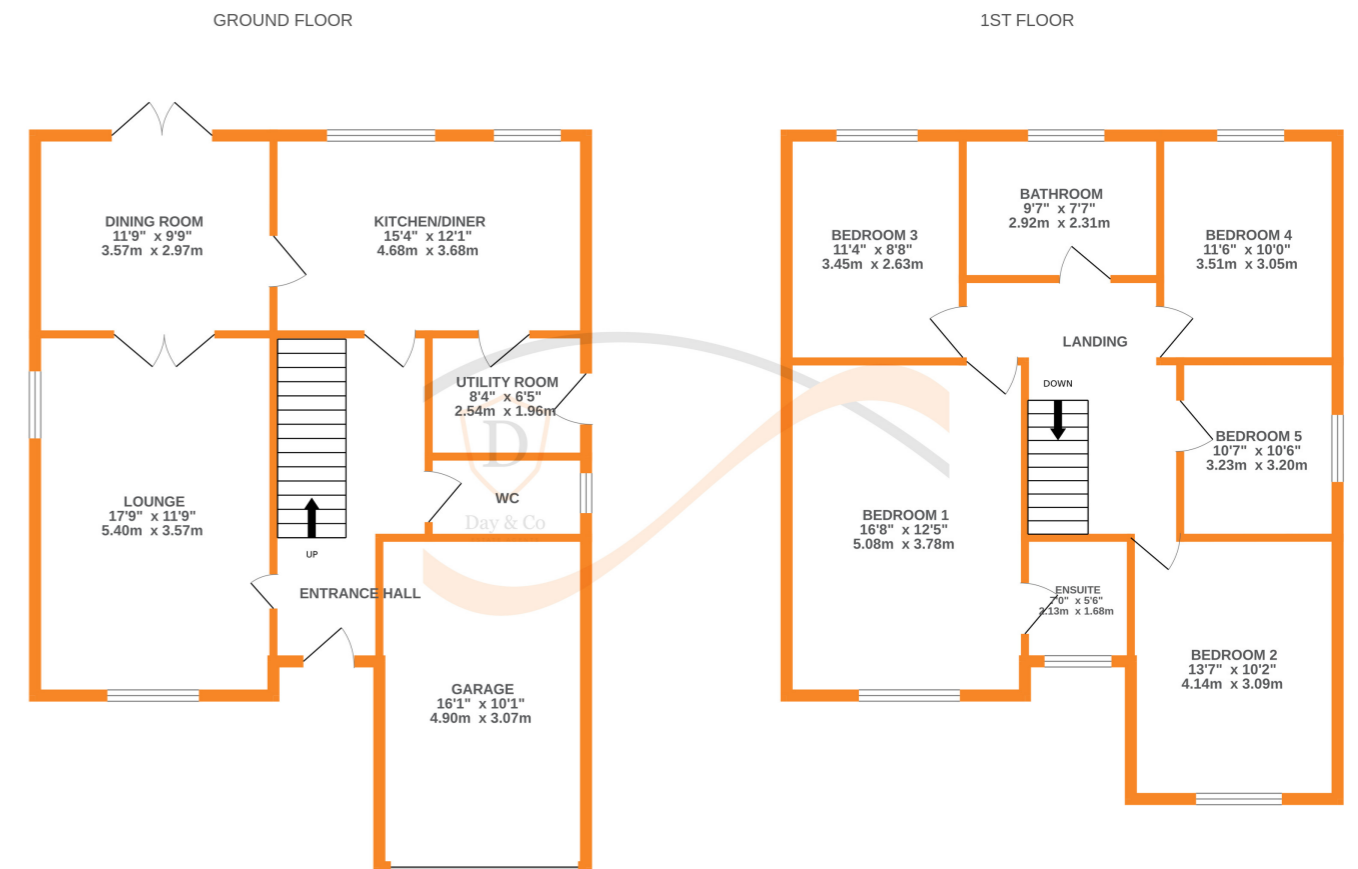 GROUND FLOOR
1ST FLOOR
DINING ROOM
11'9" x 9'9"
3.57m x 2.97m
KITCHEN/DINER
15'4" x 12'1"
4.68m x 3.68m
UTILITY ROOM
8'4" x 6'5"
2.54m x 1.96m
D
WC
Day & Co
LOUNGE
17'9" x 11'9"
5.40m x 3.57m
UP
ENTRANCE HALL
GARAGE
16'1" x 10'1"
4.90m x 3.07m
BEDROOM 3
11'4" x 8'8"
3.45m x 2.63m
BATHROOM
9'7" x 7'7"
2.92m x 2.31m
BEDROOM 4
11'6" x 10'0"
3.51m x 3.05m
LANDING
DOWN
BEDROOM 5
10'7" x 10'6"
3.23m x 3.20m
BEDROOM 1
16'8" x 12'5"
5.08m x 3.78m
ENSUITE
7'0" x 5'6"
2.13m x 1.68m
BEDROOM 2
13'7" x 10'2"
4.14m x 3.09m